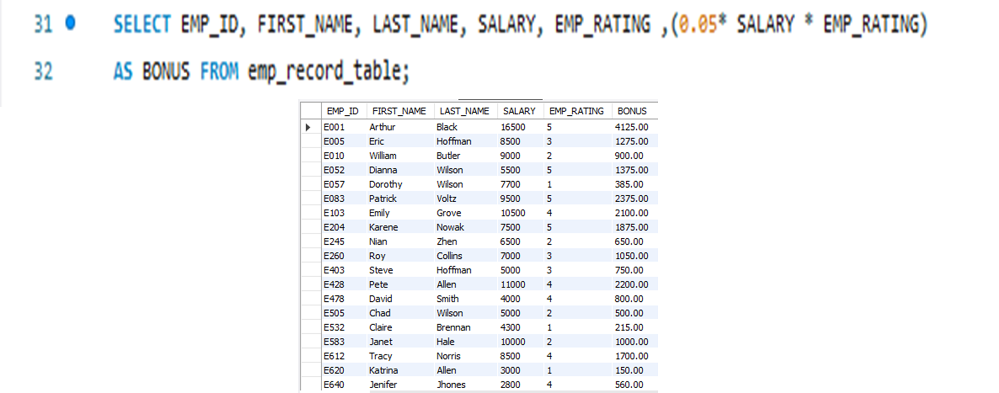 31 SELECT EMP_ID, FIRST_NAME, LAST_NAME, SALARY, EMP_RATING ,(0.05* SALARY * EMP_RATING)
32 AS BONUS FROM emp_record_table;
EMP_ID FIRST_NAME LAST_NAME SALARY EMP_RATING BONUS
E001 Arthur Black 16500 5 4125.00
E005 Eric Hoffman 8500 3 1275.00
E010 William Butler 9000 2 900.00
E052 Dianna Wilson 5500 5 1375.00
E057 Dorothy Wilson 7700 1 385.00
E083 Patrick Voltz 9500 5 2375.00
E103 Emily Grove 10500 4 2100.00
E204 Karene Nowak 7500 5 1875.00
E245 Nian Zhen 6500 2 650.00
E260 Roy Collins 7000 3 1050.00
E403 Steve Hoffman 5000 3 750.00
E428 Pete Allen 11000 4 2200.00
E478 David Smith 4000 4 800.00
E505 Chad Wilson 5000 2 500.00
E532 Claire Brennan 4300 1 215.00
E583 Janet Hale 10000 2 1000.00
E612 Tracy Norris 8500 4 1700.00
E620 Katrina Allen 3000 1 150.00
E640 Jenifer Jhones 2800 4 560.00